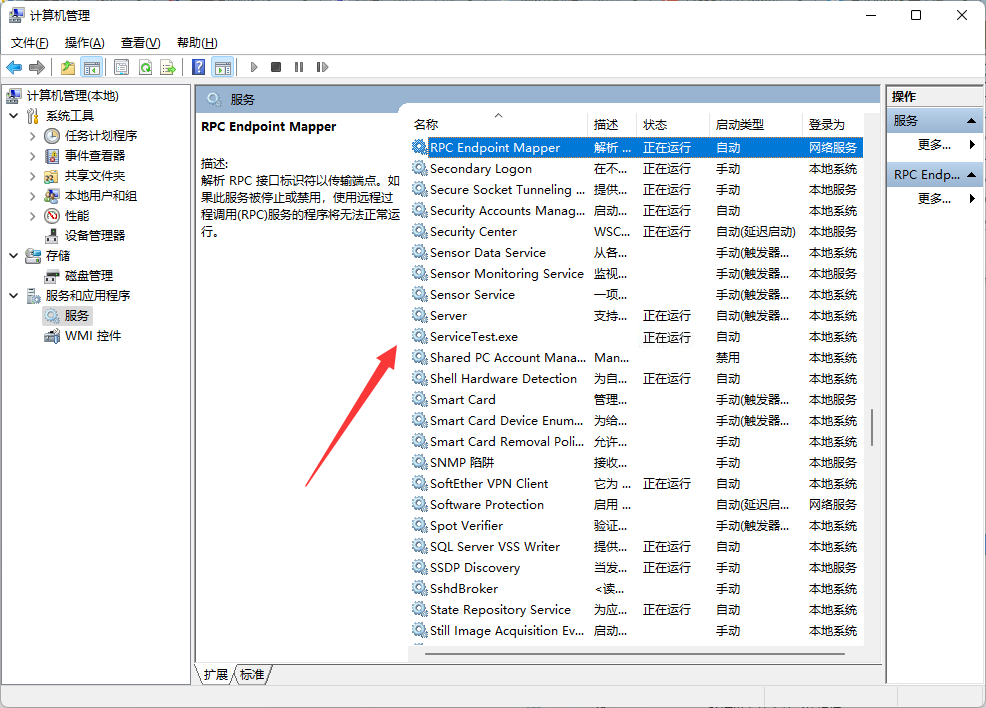 计算机管理
文件(F) 操作(A) 查看(V) 帮助(H)
计算机管理(本地)
系统工具
任务计划程序
事件查看器
共享文件夹
本地用户和组
性能
设备管理器
存储
磁盘管理
服务和应用程序
服务
WMI 控件
服务
RPC Endpoint Mapper
描述:
解析 RPC 接口标识符以传输端点。如
果此服务被停止或禁用，使用远程过
程调用(RPC)服务的程序将无法正常运
行。
名称 描述 状态 启动类型 登录为
RPC Endpoint Mapper 解析 ... 正在运行 自动 网络服务
Secondary Logon 在不... 正在运行 自动 本地系统
Secure Socket Tunneling ... 提供... 正在运行 自动 本地服务
Security Accounts Manag... 启动... 正在运行 自动 本地系统
Security Center WSC... 正在运行 自动(延迟启动) 本地服务
Sensor Data Service 从各... 手动(触发器... 本地系统
Sensor Monitoring Service 监视... 手动(触发器... 本地服务
Sensor Service 一项... 手动(触发器... 本地系统
Server 支持... 正在运行 自动(触发器... 本地系统
ServiceTest.exe 正在运行 自动 本地系统
Shared PC Account Mana... Man... 禁用 本地系统
Shell Hardware Detection 为自... 正在运行 自动 本地系统
Smart Card 管理... 手动(触发器... 本地服务
Smart Card Device Enum... 为给... 手动(触发器... 本地系统
Smart Card Removal Poli... 允许... 手动 本地系统
SNMP 陷阱 接收... 手动 本地服务
SoftEther VPN Client 它为 ... 正在运行 自动 本地系统
Software Protection 启用 ... 自动(延迟启... 网络服务
Spot Verifier 验证... 手动(触发器... 本地系统
SQL Server VSS Writer 提供... 正在运行 自动 本地系统
SSDP Discovery 当发... 正在运行 手动 本地服务
SshdBroker <读... 手动 本地系统
State Repository Service 为应... 正在运行 自动 本地系统
Still Image Acquisition Ev... 启动... 手动 本地系统
扩展 标准
操作
服务
更多...
RPC Endp...
更多...